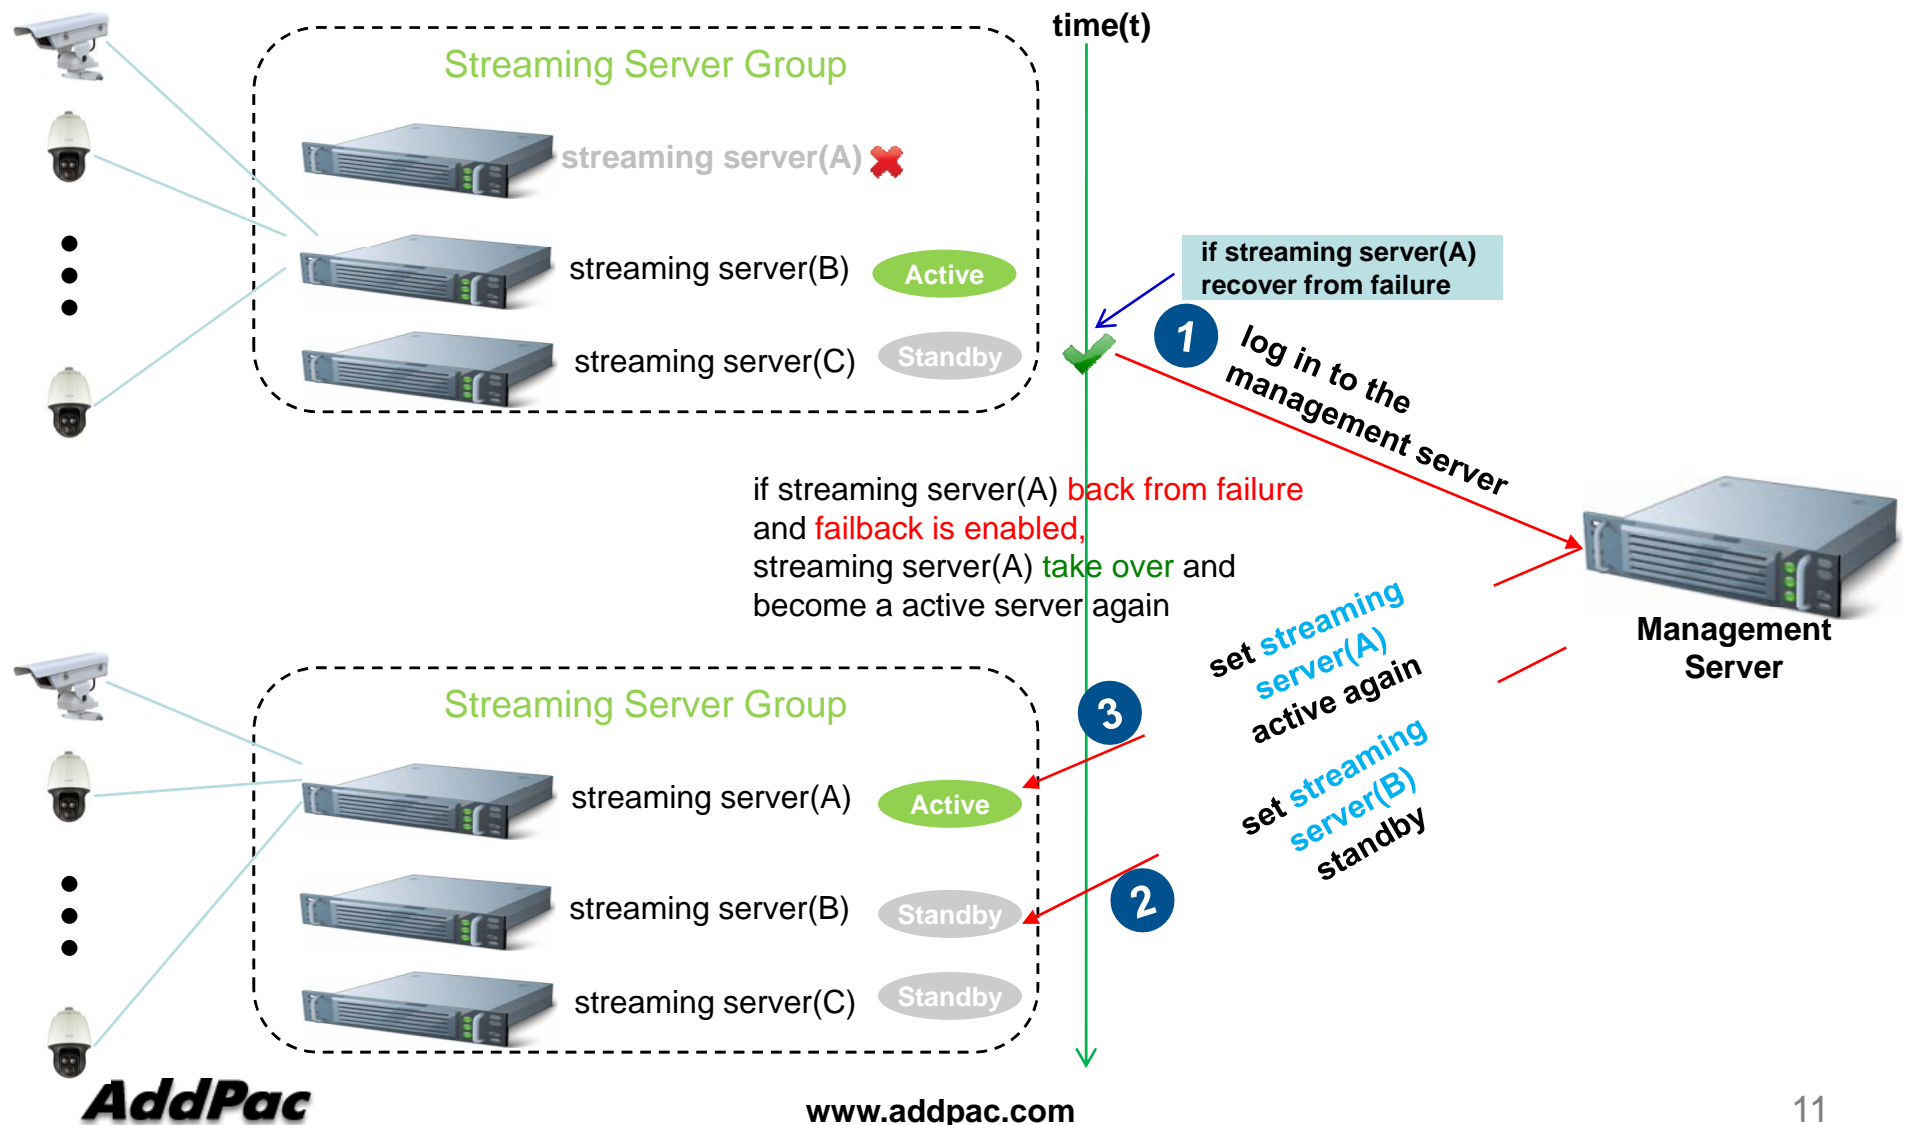 time(t)
Streaming Server Group
streaming server(A)
streaming server(B)
Active
streaming server(C)
Standby
if streaming server(A)
recover from failure
1
log in to the
management server
if streaming server(A) back from failure
and failback is enabled,
streaming server(A) take over and
become a active server again
Management
Server
set streaming
server(A)
active again
3
set streaming
server(B)
standby
2
Streaming Server Group
streaming server(A)
Active
streaming server(B)
Standby
streaming server(C)
Standby
AddPac
www.addpac.com
11